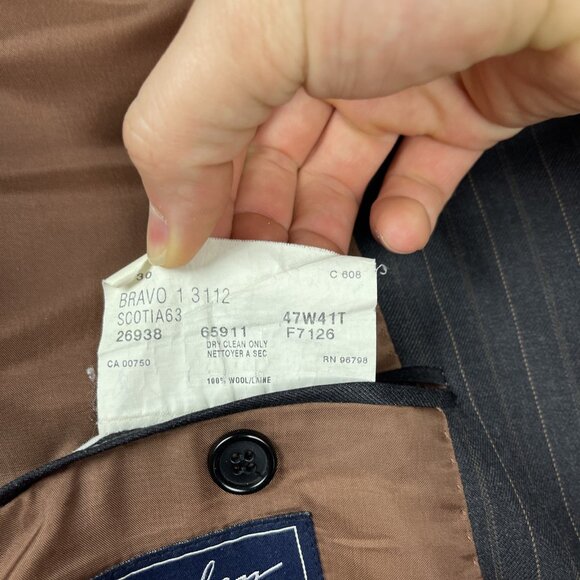 30 C 608
BRAVO 1 3112
SCOTIA63 47W41T
26938 65911 F7126
DRY CLEAN ONLY
NETTOYER A SEC
CA 00750 RN 96798
100% WOOL/LAINE